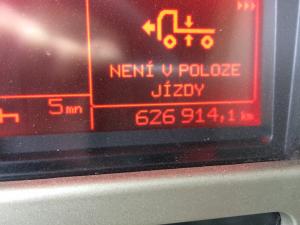 NENÍ V POLOZE
JÍZDY
5 mn
626 914,1 km